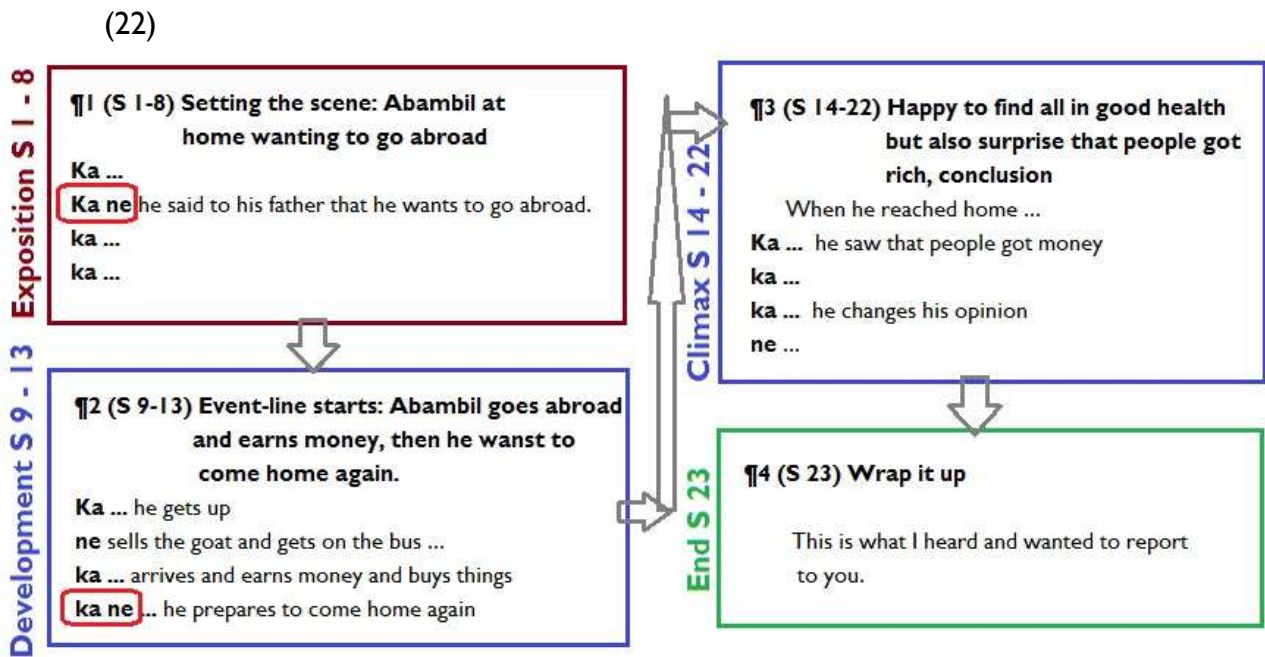 (22)
Exposition S 1 - 8
¶1 (S 1-8) Setting the scene: Abambil at
home wanting to go abroad
Ka ...
Ka ne he said to his father that he wants to go abroad.
ka ...
ka ...
Development S 9 - 13
¶2 (S 9-13) Event-line starts: Abambil goes abroad
and earns money, then he wanst to
come home again.
Ka ... he gets up
ne sells the goat and gets on the bus ...
ka ... arrives and earns money and buys things
ka ne ... he prepares to come home again
Climax S 14 - 22
¶3 (S 14-22) Happy to find all in good health
but also surprise that people got
rich, conclusion
When he reached home ...
Ka ... he saw that people got money
ka ...
ka ... he changes his opinion
ne ...
End S 23
¶4 (S 23) Wrap it up
This is what I heard and wanted to report
to you.